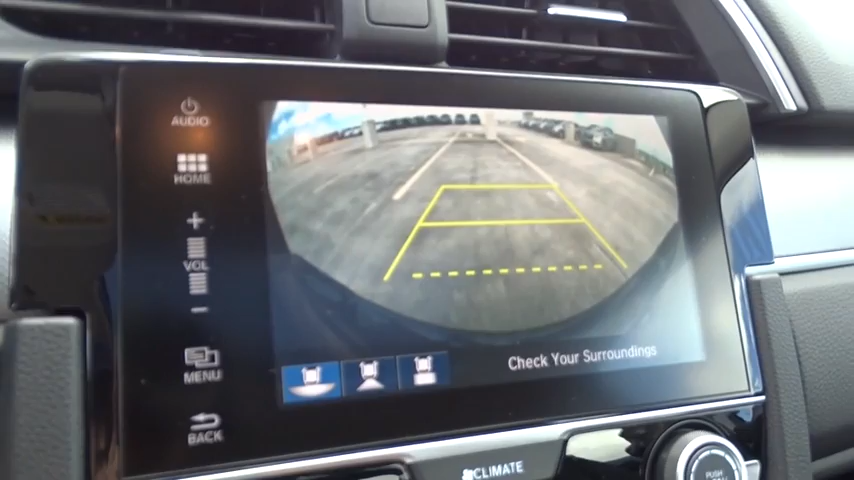 AUDIO
HOME
+
VOL
−
MENU
BACK
Check Your Surroundings
CLIMATE
PUSH